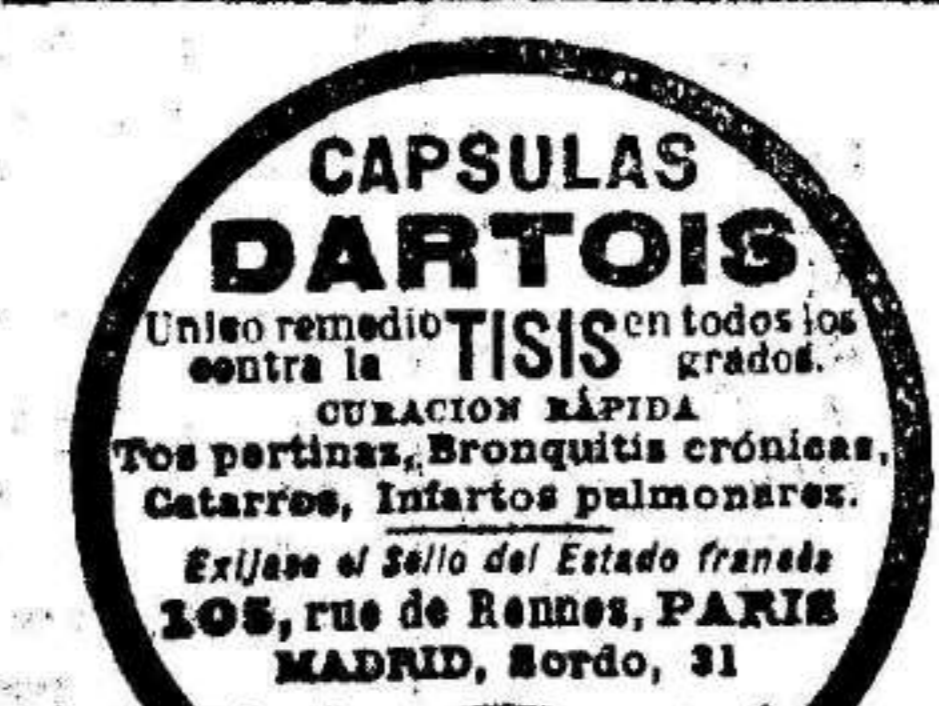 CAPSULAS
DARTOIS
Unico remedio contra la TISIS en todos los grados.
CURACION RÁPIDA
Tos pertinaz, Bronquitis crónicas,
Catarros, Infartos pulmonares.
Exijase el Sello del Estado francés
105, rue de Rennes, PARIS
MADRID, Sordo, 31